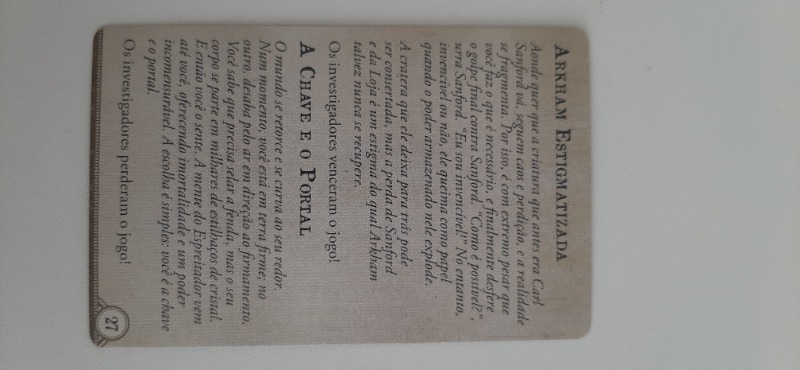 ARKHAM ESTIGMATIZADA
Aonde quer que a criatura que antes era Carl
Sanford vá, seguem caos e perdição, e a realidade
se fragmenta. Por isso, é com extremo pesar que
você faz o que é necessário, e finalmente desfere
o golpe final contra Sanford. "Como é possível?",
urra Sanford. "Eu sou invencível!" No entanto,
invencível ou não, ele queima como papel
quando o poder armazenado nele explode.
A cratera que ele deixa para trás pode
ser consertada, mas a perda de Sanford
e da Loja é um estigma do qual Arkham
talvez nunca se recupere.
Os investigadores venceram o jogo!
A CHAVE E O PORTAL
O mundo se retorce e se curva ao seu redor.
Num momento, você está em terra firme; no
outro, desaba pelo ar em direção ao firmamento.
Você sabe que precisa selar a fenda, mas o seu
corpo se parte em milhares de estilhaços de cristal.
E então você o sente. A mente do Espreitador vem
até você, oferecendo imortalidade e um poder
incomensurável. A escolha é simples: você é a chave
e o portal.
Os investigadores perderam o jogo!
27